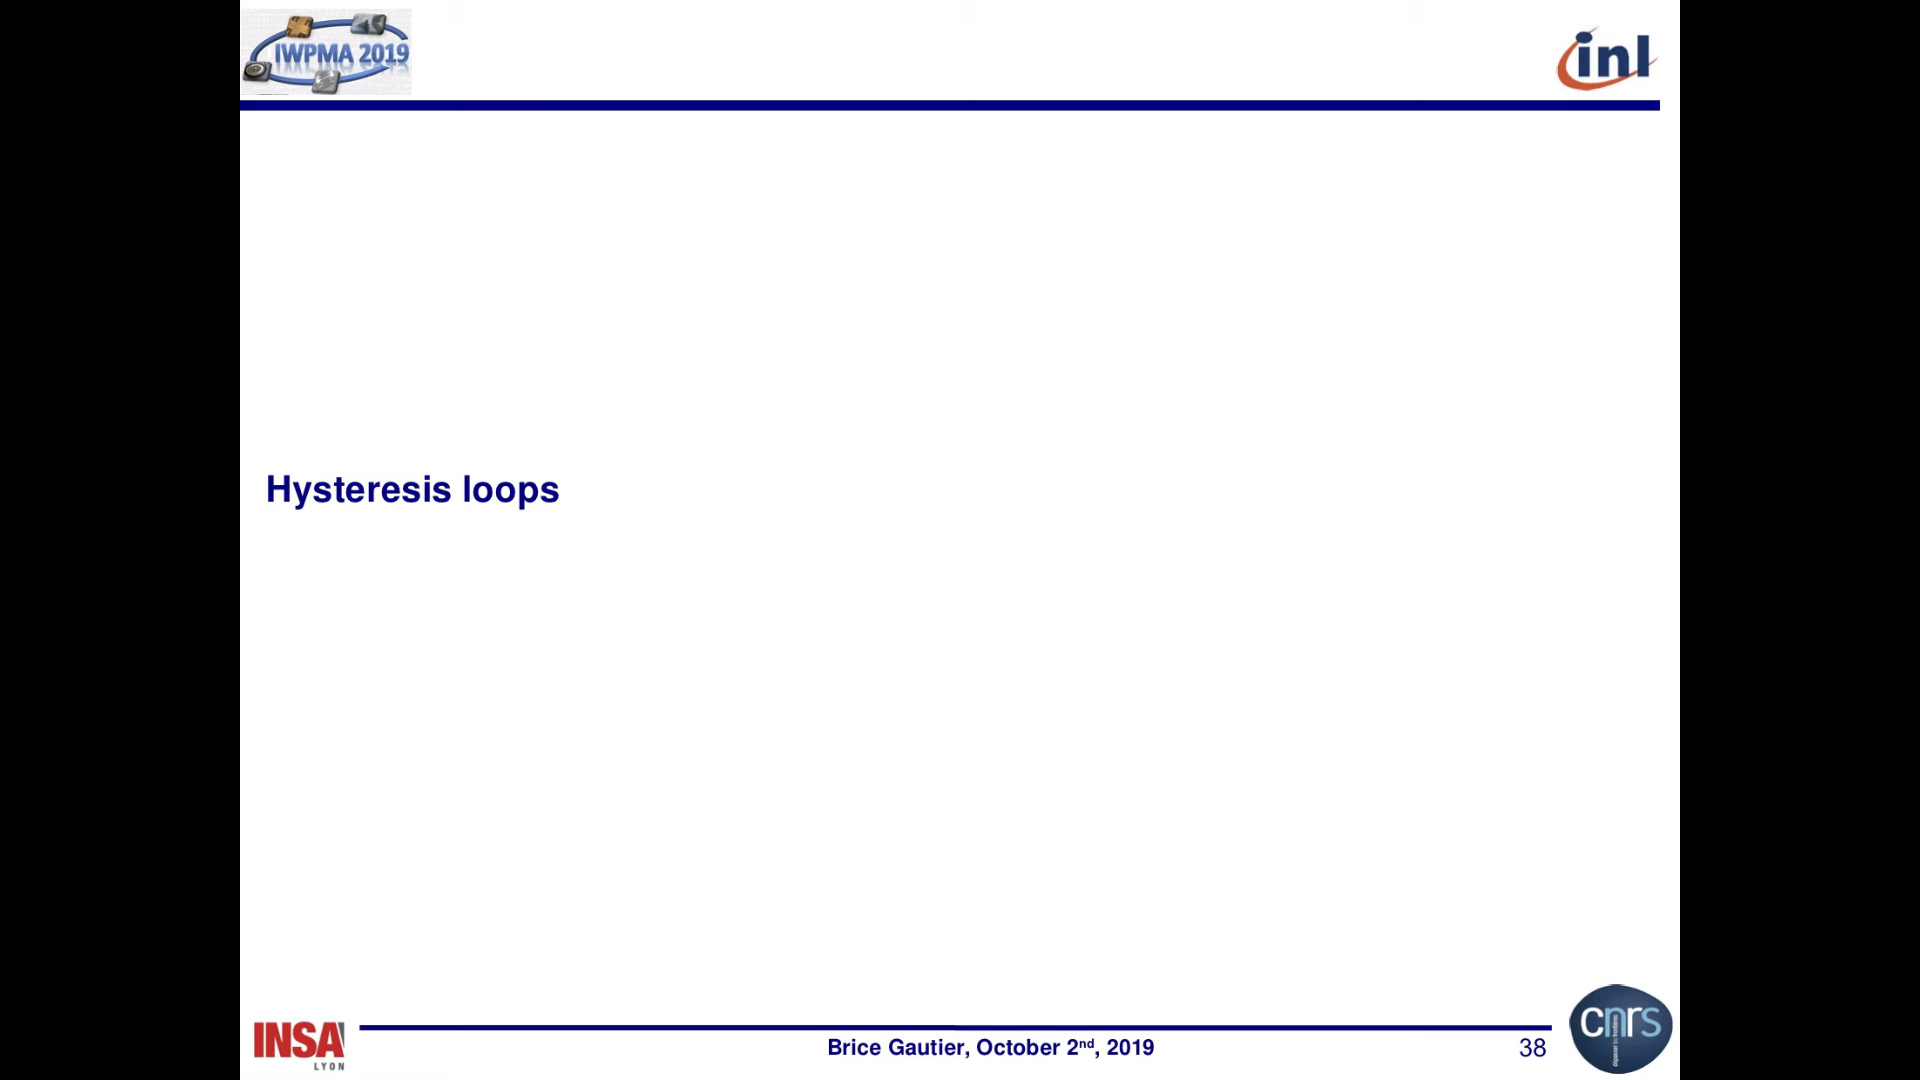 IWPMA 2019
inl
Hysteresis loops
INSA
LYON
Brice Gautier, October 2nd, 2019
38
cnrs